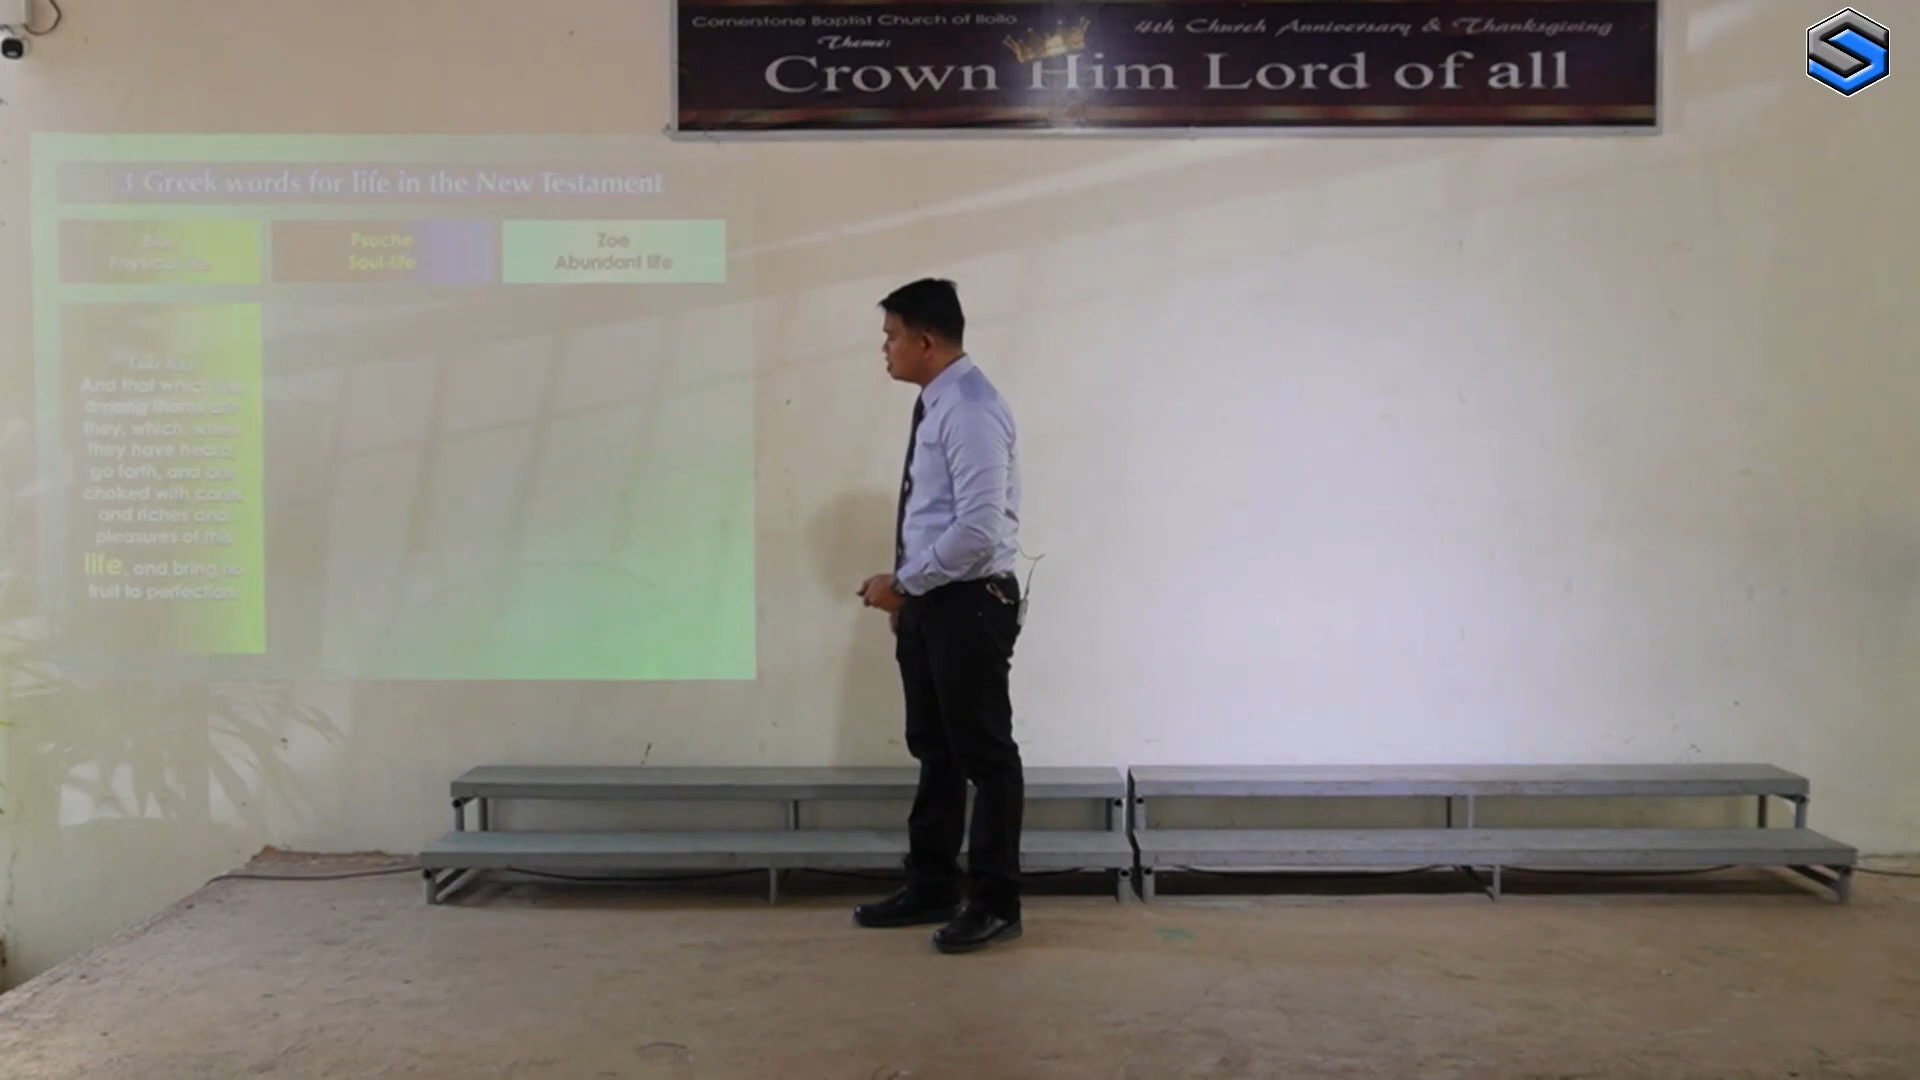 Cornerstone Baptist Church of Iloilo
4th Church Anniversary & Thanksgiving
Theme:
Crown Him Lord of all
3 Greek words for life in the New Testament
Psuche
Soul-life
Zoe
Abundant life
And that which
among thorns are
they, which, when
they have heard,
go forth, and are
choked with cares
and riches and
pleasures of this
life, and bring no
fruit to perfection.